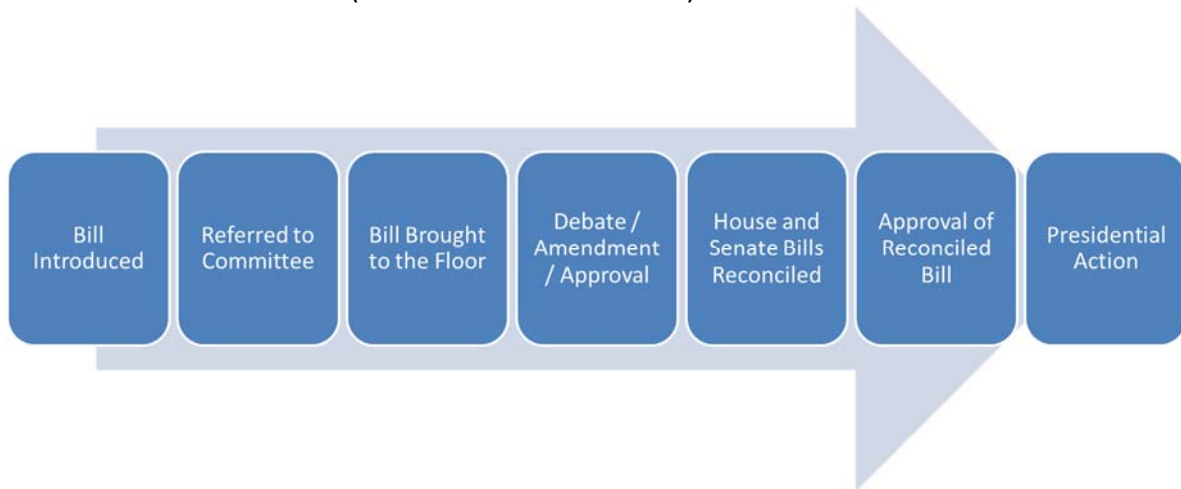 Bill
Introduced
Referred to
Committee
Bill Brought
to the Floor
Debate /
Amendment
/ Approval
House and
Senate Bills
Reconciled
Approval of
Reconciled
Bill
Presidential
Action